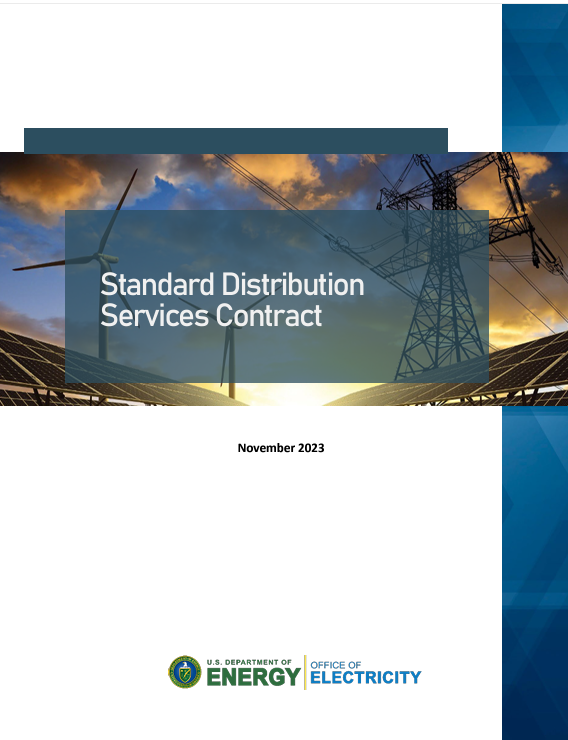 Standard Distribution
Services Contract
November 2023
U.S. DEPARTMENT OF
ENERGY
OFFICE OF
ELECTRICITY